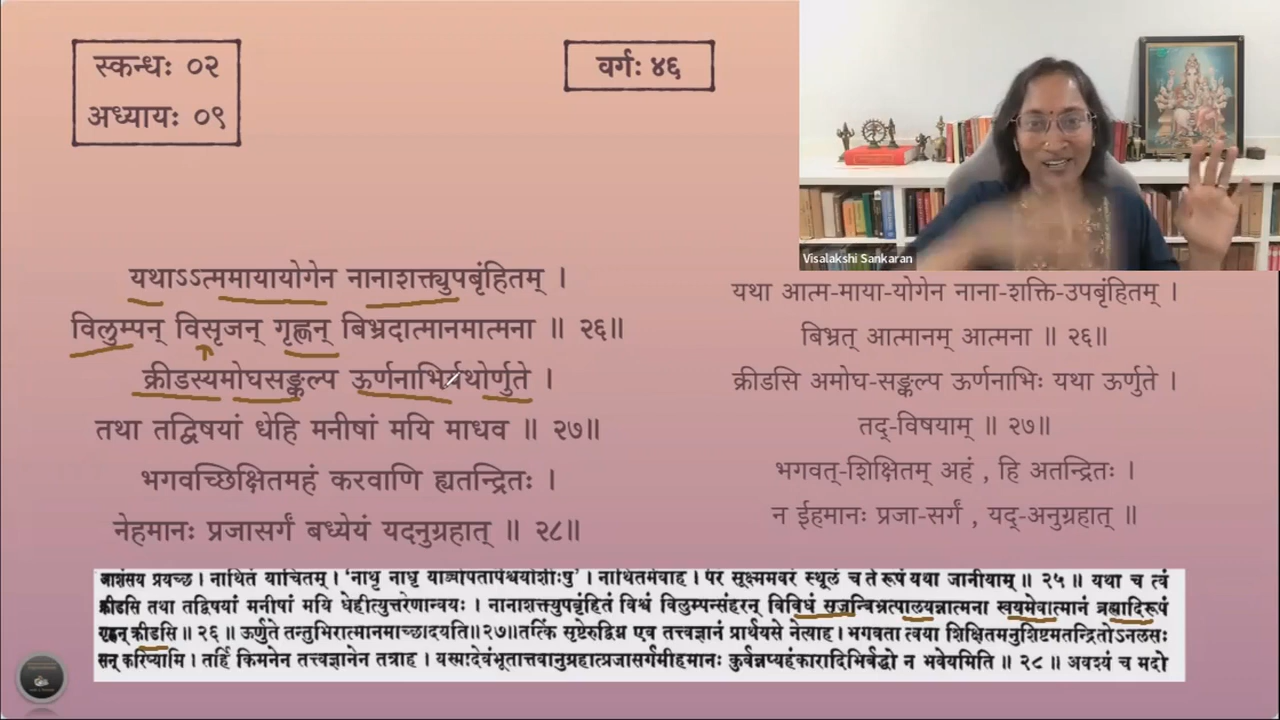 स्कन्धः ०२
अध्यायः ०९
वर्गः ४६
Visalakshi Sankaran
यथाऽऽत्ममायायोगेन नानाशक्त्युपबृंहितम् ।
विलुम्पन् विसृजन् गृह्णन् बिभ्रदात्मानमात्मना ॥ २६॥
क्रीडस्यमोघसङ्कल्प ऊर्णनाभिर्यथोर्णुते ।
तथा तद्विषयां धेहि मनीषां मयि माधव ॥ २७॥
भगवच्छिक्षितमहं करवाणि ह्यतन्द्रितः ।
नेहमानः प्रजासर्गं बध्येयं यदनुग्रहात् ॥ २८॥
यथा आत्म-माया-योगेन नाना-शक्ति-उपबृंहितम् ।
बिभ्रत् आत्मानम् आत्मना ॥ २६॥
क्रीडसि अमोघ-सङ्कल्प ऊर्णनाभिः यथा ऊर्णुते ।
तद्-विषयाम् ॥ २७॥
भगवत्-शिक्षितम् अहं , हि अतन्द्रितः ।
न ईहमानः प्रजा-सर्गं , यद्-अनुग्रहात् ॥
प्रयच्छ । नाथितं याचितम् । । नाथितमेवाह । परं सूक्ष्ममवरं स्थूलं च ते रूपं यथा जानीयाम् ॥ २५ ॥ यथा च त्वं
क्रीडसि तथा तद्विषयां मनीषां मयि धेहीत्युत्तरेणान्वयः । नानाशक्त्युपबृंहितं विश्वं विलुम्पन्संहरन् विविधं सृजन्बिभ्रत्पालयन्नात्मना स्वयमेवात्मानं ब्रह्मादिरूपं
गृह्णन् क्रीडसि ॥ २६ ॥ ऊर्णुते तन्तुभिरात्मानमाच्छादयति॥२७॥तत्किं सृष्टेरुद्विग्न एव तत्त्वज्ञानं प्रार्थयसे नेत्याह । भगवता त्वया शिक्षितमनुशिष्टमतन्द्रितोऽनलसः
सन् करिष्यामि । तर्हि किमनेन तत्त्वज्ञानेन तत्राह । यस्मादेवंभूतात्तवानुग्रहात्प्रजासर्गमीहमानः कुर्वन्नप्यहंकारादिभिर्बद्धो न भवेयमिति ॥ २८ ॥ अवश्यं च मदो